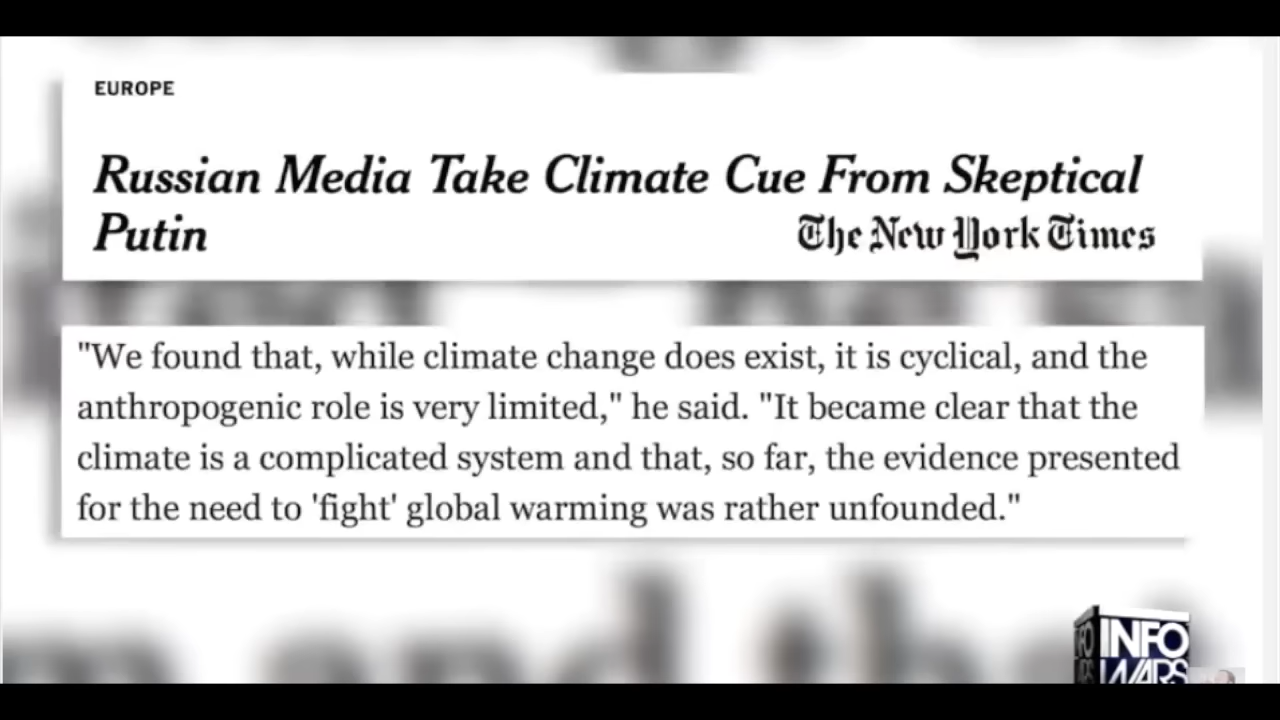 EUROPE
Russian Media Take Climate Cue From Skeptical
Putin
The New York Times
"We found that, while climate change does exist, it is cyclical, and the
anthropogenic role is very limited," he said. "It became clear that the
climate is a complicated system and that, so far, the evidence presented
for the need to 'fight' global warming was rather unfounded."
INFO
WARS